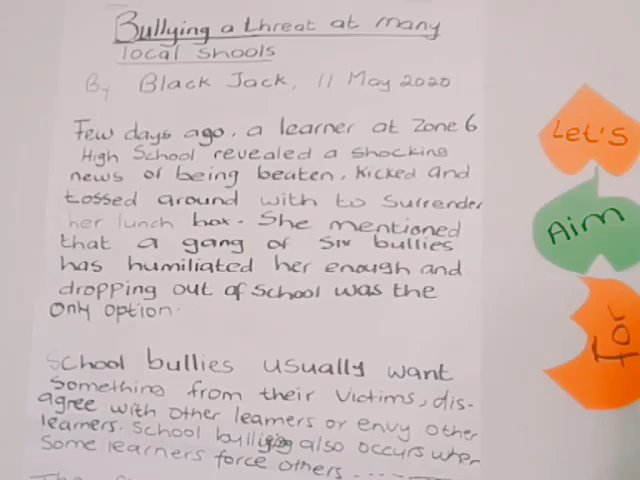 Bullying a threat at many
local shools
By Black Jack, 11 May 2020
Few days ago, a learner at Zone 6
High School revealed a shocking
news of being beaten, kicked and
tossed around with to surrender
her lunch box. She mentioned
that a gang of six bullies
has humiliated her enough and
dropping out of school was the
only option.
School bullies usually want
something from their victims, dis-
agree with other learners or envy other
learners. School bullying also occurs when
some learners force others.......
Let's
Aim
for